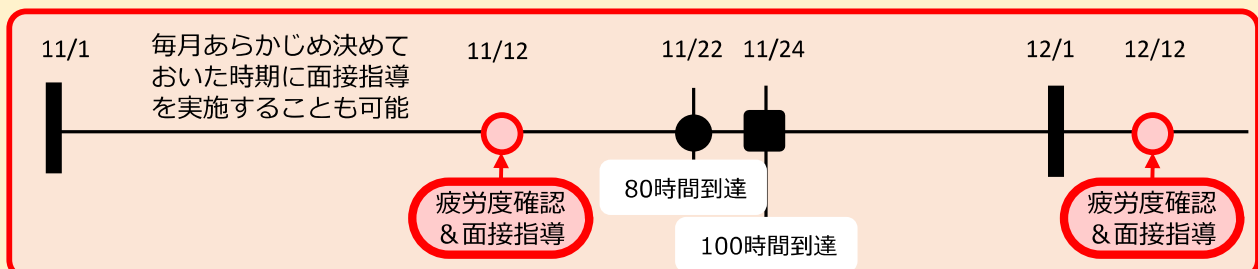 11/1
毎月あらかじめ決めて
おいた時期に面接指導
を実施することも可能
11/12
11/22
11/24
12/1
12/12
80時間到達
100時間到達
疲労度確認
＆面接指導
疲労度確認
＆面接指導